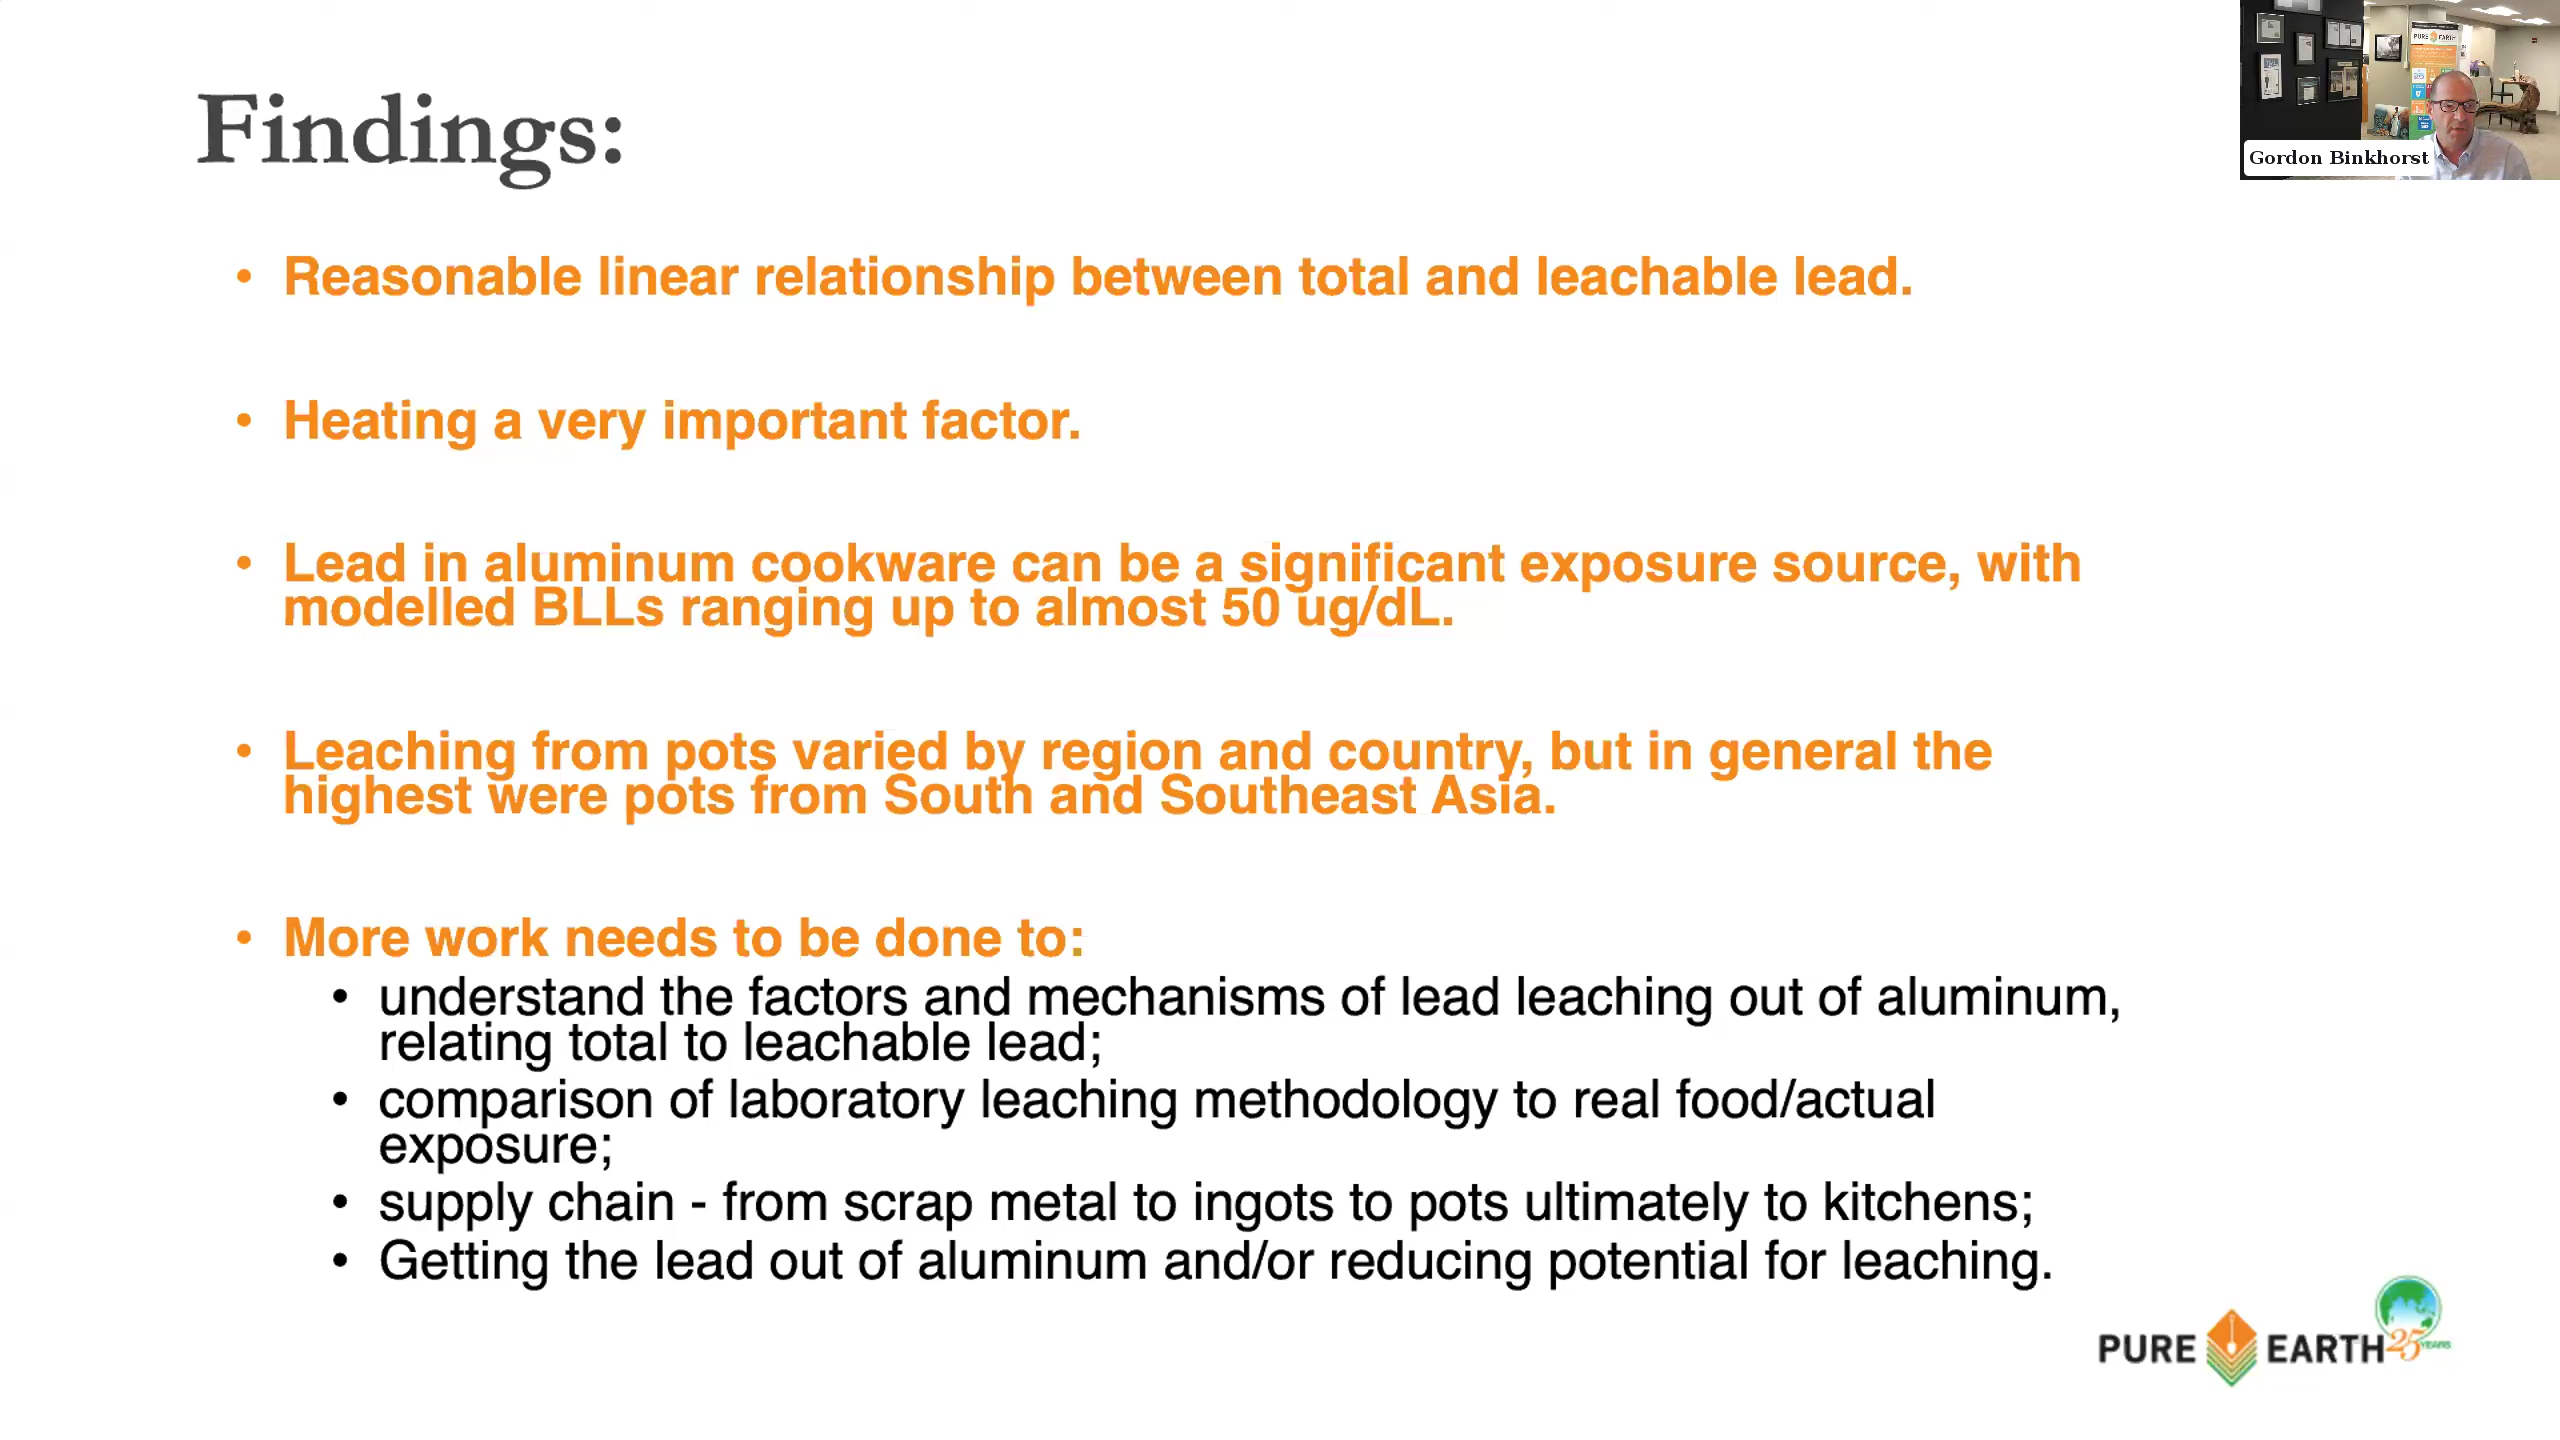 Findings:
PURE EARTH
Gordon Binkhorst
• Reasonable linear relationship between total and leachable lead.
• Heating a very important factor.
• Lead in aluminum cookware can be a significant exposure source, with
modelled BLLs ranging up to almost 50 ug/dL.
• Leaching from pots varied by region and country, but in general the
highest were pots from South and Southeast Asia.
• More work needs to be done to:
• understand the factors and mechanisms of lead leaching out of aluminum,
relating total to leachable lead;
• comparison of laboratory leaching methodology to real food/actual
exposure;
• supply chain - from scrap metal to ingots to pots ultimately to kitchens;
• Getting the lead out of aluminum and/or reducing potential for leaching.
PURE EARTH 25 YEARS